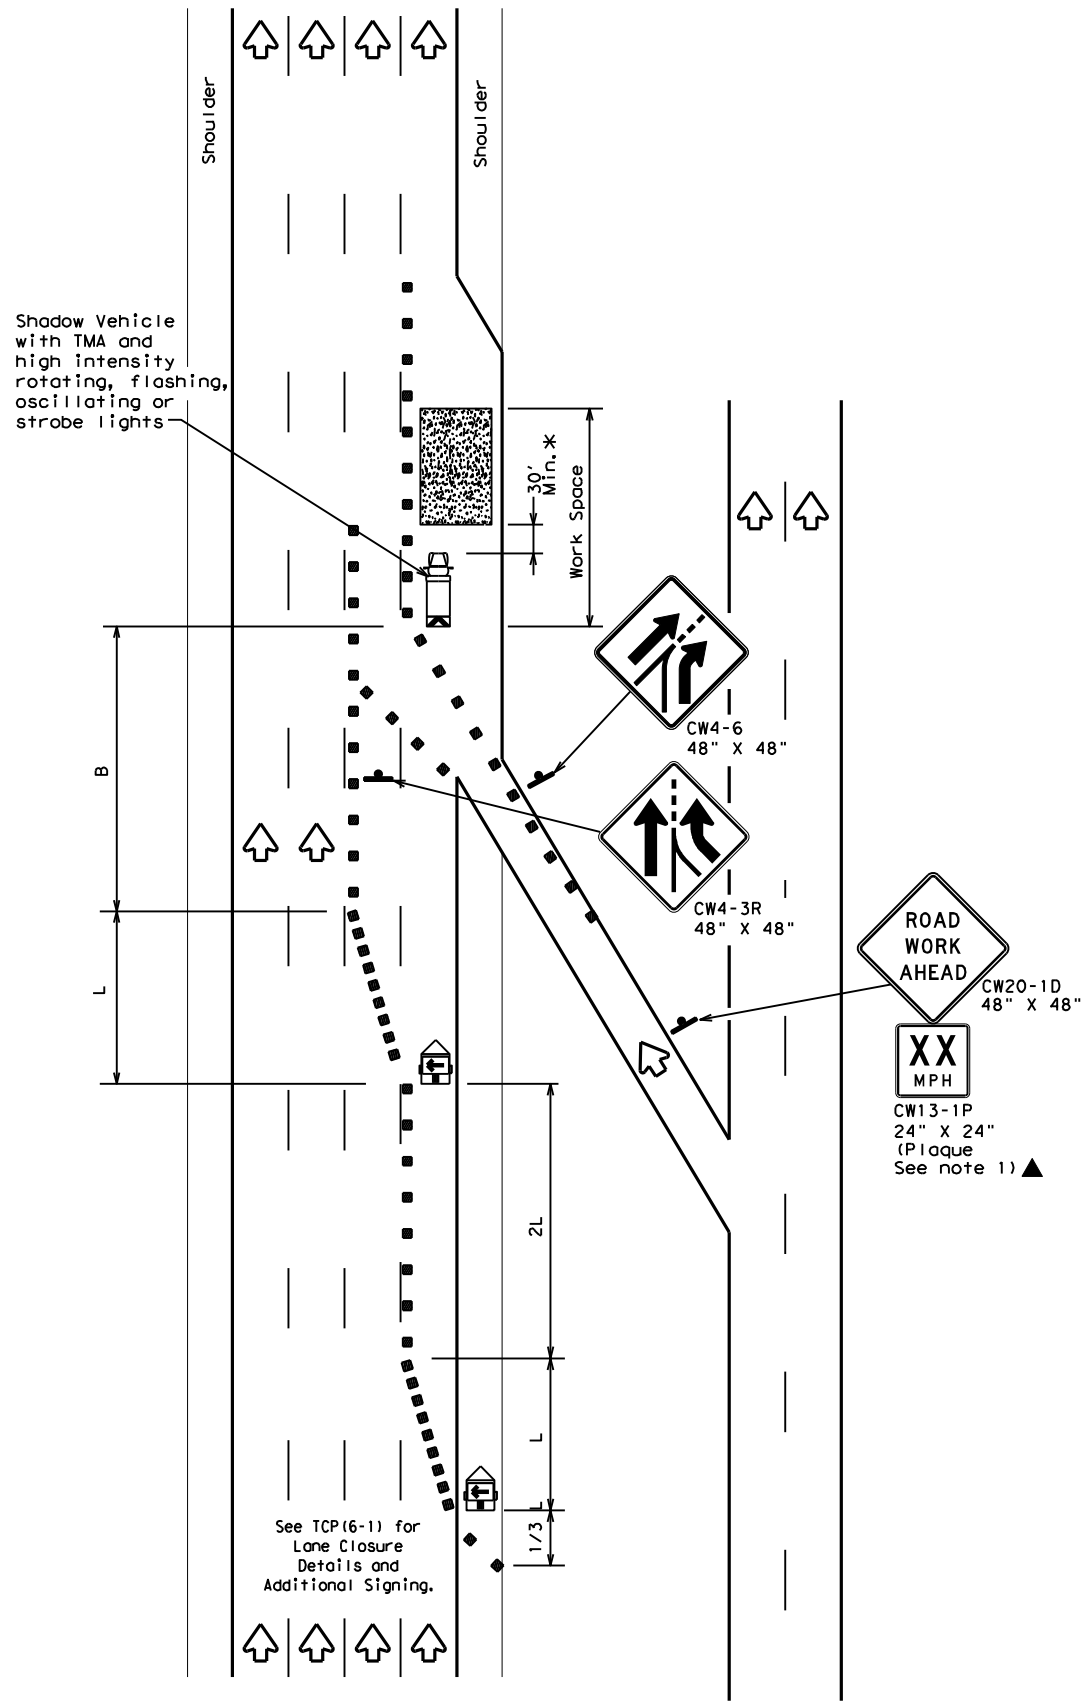 Shoulder
Shoulder
Shadow Vehicle
with TMA and
high intensity
rotating, flashing,
oscillating or
strobe lights
30'
Min.*
Work Space
CW4-6
48" X 48"
B
CW4-3R
48" X 48"
ROAD
WORK
AHEAD
CW20-1D
48" X 48"
L
XX
MPH
CW13-1P
24" X 24"
(Plaque
See note 1)▲
2L
L
1/3 L
See TCP(6-1) for
Lane Closure
Details and
Additional Signing.